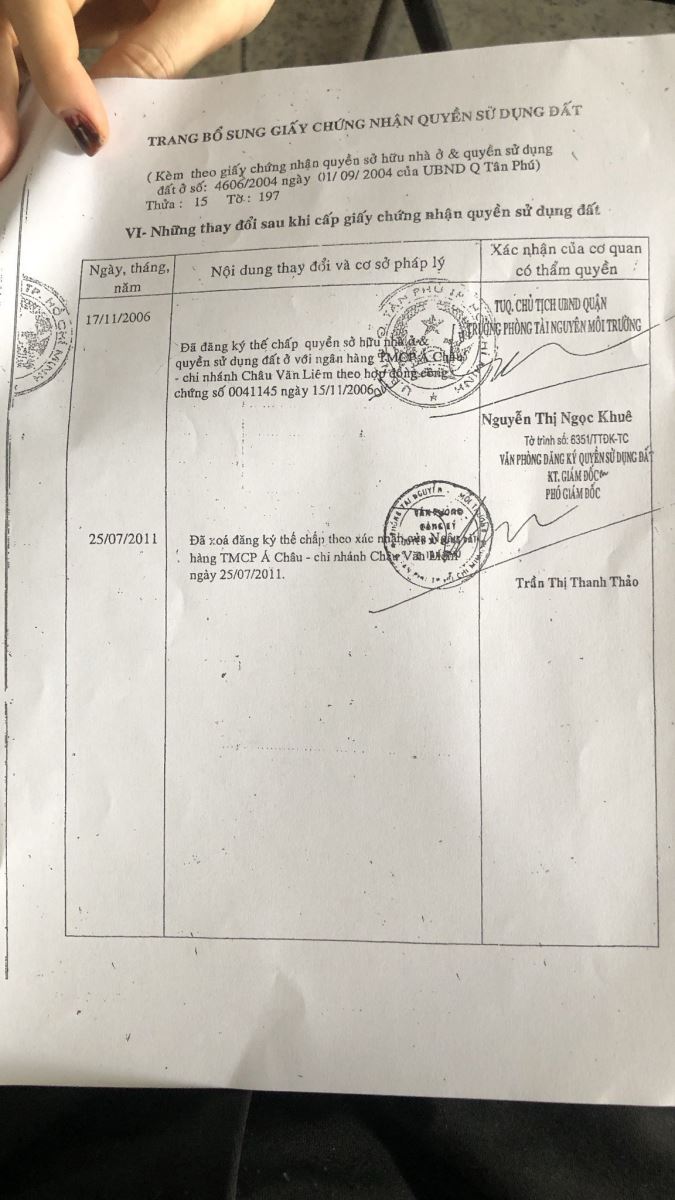 TRANG BỔ SUNG GIẤY CHỨNG NHẬN QUYỀN SỬ DỤNG ĐẤT
( Kèm theo giấy chứng nhận quyền sở hữu nhà ở & quyền sử dụng
đất ở số: 4606/2004 ngày 01/ 09/ 2004 của UBND Q Tân Phú)
Thửa : 15 Tờ : 197
VI- Những thay đổi sau khi cấp giấy chứng nhận quyền sử dụng đất
Ngày, tháng,
năm
Nội dung thay đổi và cơ sở pháp lý
Xác nhận của cơ quan
có thẩm quyền
17/11/2006
Đã đăng ký thế chấp quyền sở hữu nhà ở &
quyền sử dụng đất ở với ngân hàng TMCP Á Châu
- chi nhánh Châu Văn Liêm theo hợp đồng công
chứng số 0041145 ngày 15/11/2006
TUQ. CHỦ TỊCH UBND QUẬN
TRƯỞNG PHÒNG TÀI NGUYÊN MÔI TRƯỜNG
Nguyễn Thị Ngọc Khuê
25/07/2011
Đã xoá đăng ký thế chấp theo xác nhận của Ngân
hàng TMCP Á Châu - chi nhánh Châu Văn Liêm
ngày 25/07/2011.
Tờ trình số: 6351/TTĐK-TC
VĂN PHÒNG ĐĂNG KÝ QUYỀN SỬ DỤNG ĐẤT
KT. GIÁM ĐỐC
PHÓ GIÁM ĐỐC
VĂN PHÒNG
ĐĂNG KÝ
Trần Thị Thanh Thảo
TP. HỒ CHÍ MINH